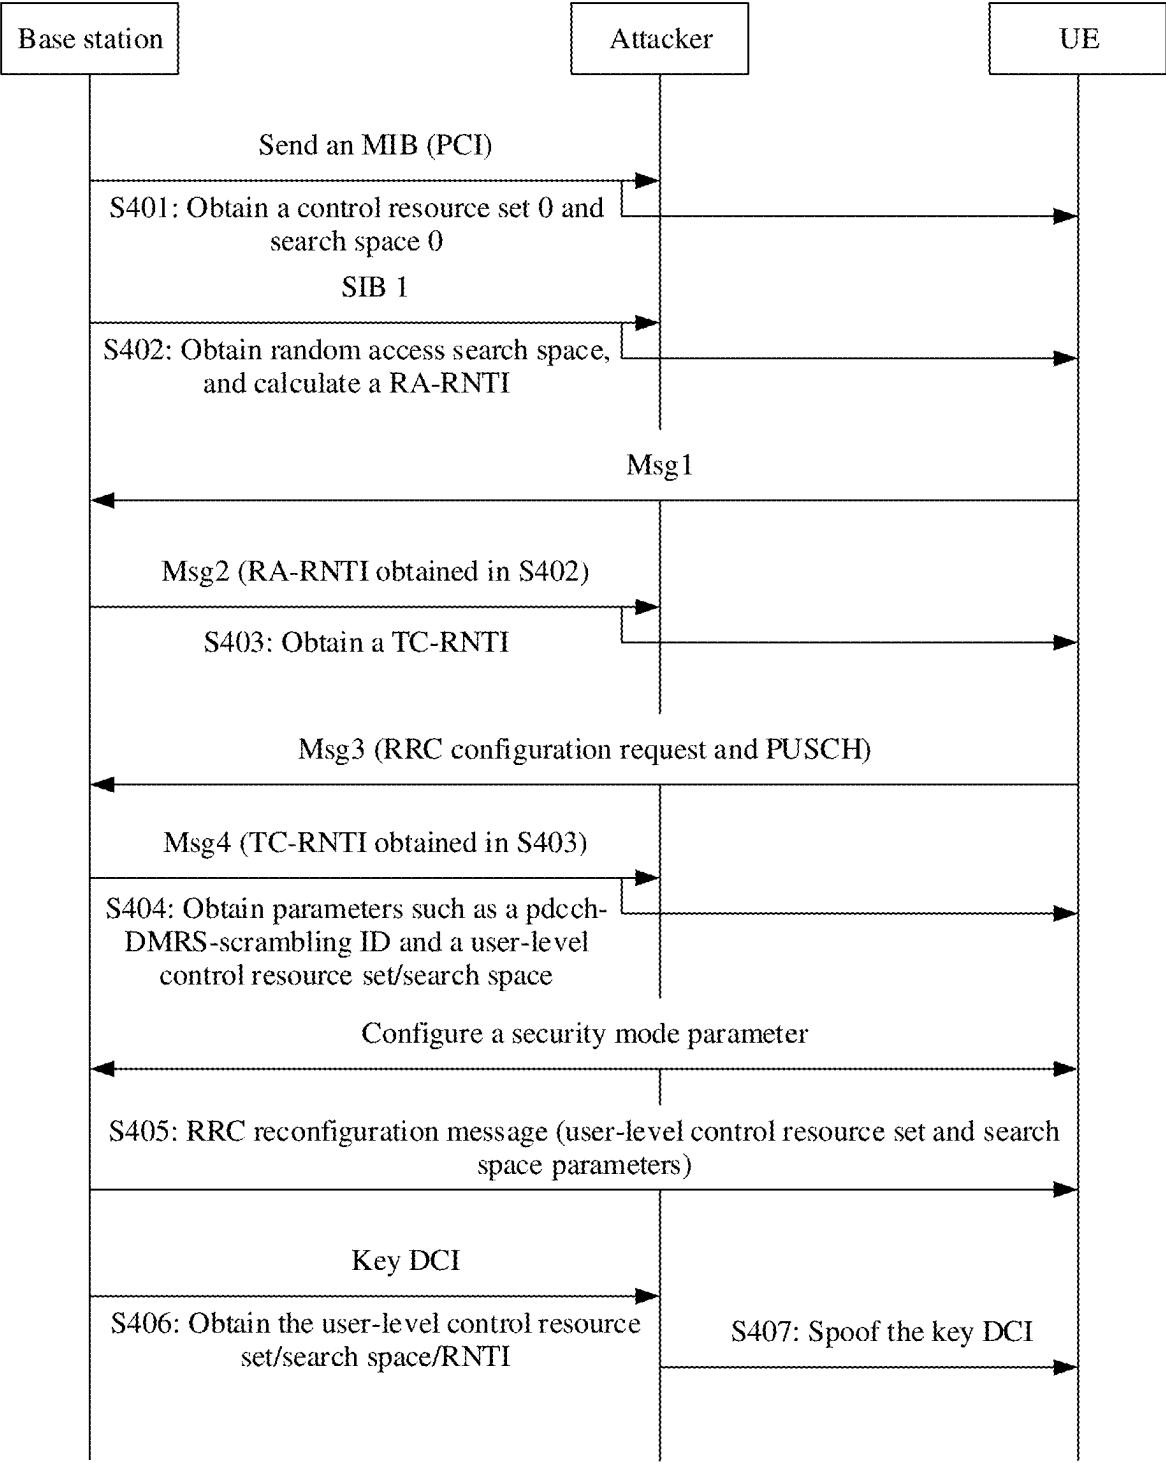 Base station
Attacker
UE
Send an MIB (PCI)
S401: Obtain a control resource set 0 and
search space 0
SIB 1
S402: Obtain random access search space,
and calculate a RA-RNTI
Msg1
Msg2 (RA-RNTI obtained in S402)
S403: Obtain a TC-RNTI
Msg3 (RRC configuration request and PUSCH)
Msg4 (TC-RNTI obtained in S403)
S404: Obtain parameters such as a pdcch-
DMRS-scrambling ID and a user-level
control resource set/search space
Configure a security mode parameter
S405: RRC reconfiguration message (user-level control resource set and search
space parameters)
Key DCI
S406: Obtain the user-level control resource
set/search space/RNTI
S407: Spoof the key DCI